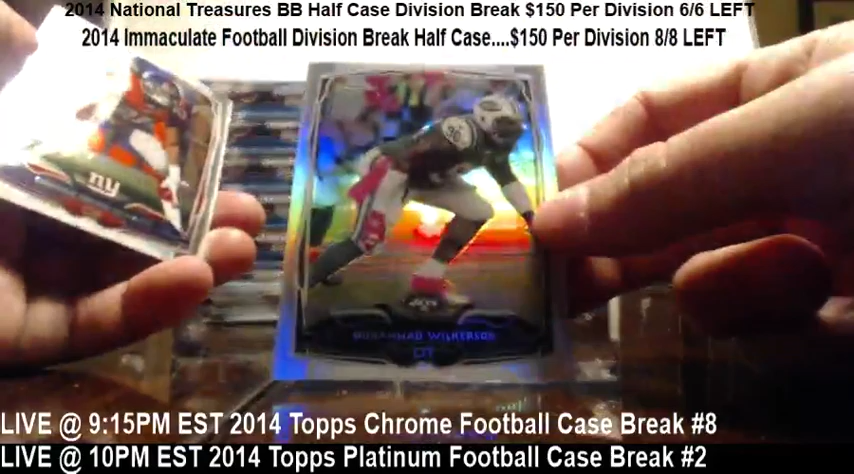 2014 National Treasures BB Half Case Division Break $150 Per Division 6/6 LEFT
2014 Immaculate Football Division Break Half Case....$150 Per Division 8/8 LEFT
ny
JETS
MUHAMMAD WILKERSON
DT
LIVE @ 9:15PM EST 2014 Topps Chrome Football Case Break #8
LIVE @ 10PM EST 2014 Topps Platinum Football Case Break #2